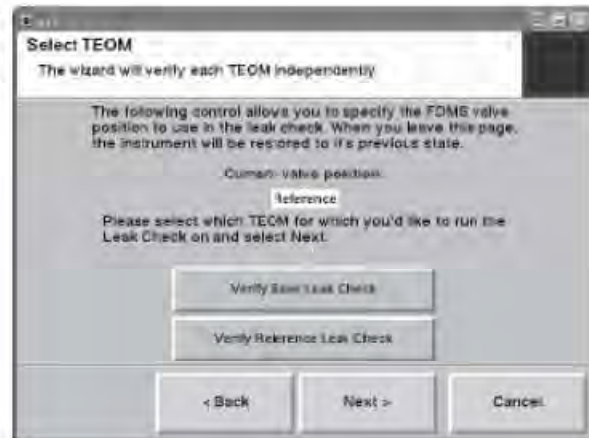 Select TEOM
The wizard will verify each TEOM independently
The following control allows you to specify the FDMS valve
position to use in the leak check. When you leave this page,
the instrument will be restored to it's previous state.
Current valve position:
Reference
Please select which TEOM for which you'd like to run the
Leak Check on and select Next.
Verify Base Leak Check
Verify Reference Leak Check
< Back
Next >
Cancel